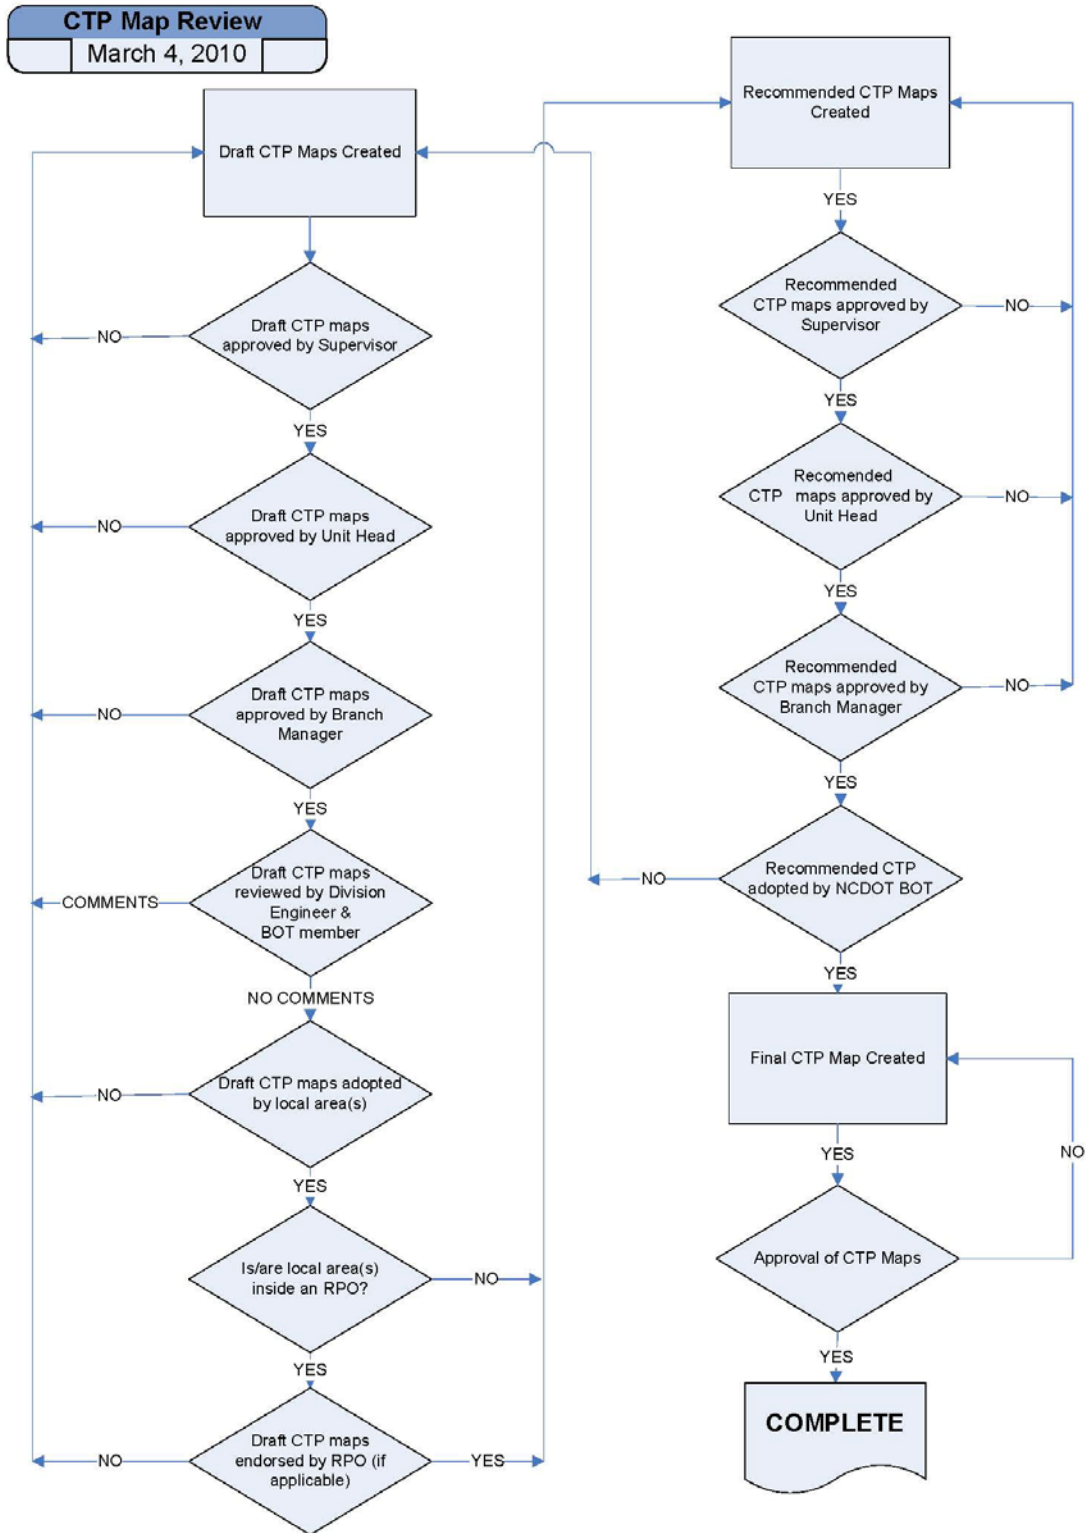 CTP Map Review
March 4, 2010
Draft CTP Maps Created
Draft CTP maps
approved by Supervisor
NO
YES
Draft CTP maps
approved by Unit Head
NO
YES
Draft CTP maps
approved by Branch
Manager
NO
YES
Draft CTP maps
reviewed by Division
Engineer &
BOT member
COMMENTS
NO COMMENTS
Draft CTP maps adopted
by local area(s)
NO
YES
Is/are local area(s)
inside an RPO?
NO
YES
Draft CTP maps
endorsed by RPO (if
applicable)
NO
YES
Recommended CTP Maps
Created
YES
Recommended
CTP maps approved by
Supervisor
NO
YES
Recomended
CTP maps approved by
Unit Head
NO
YES
Recommended
CTP maps approved by
Branch Manager
NO
YES
Recommended CTP
adopted by NCDOT BOT
NO
YES
Final CTP Map Created
YES
NO
Approval of CTP Maps
YES
COMPLETE